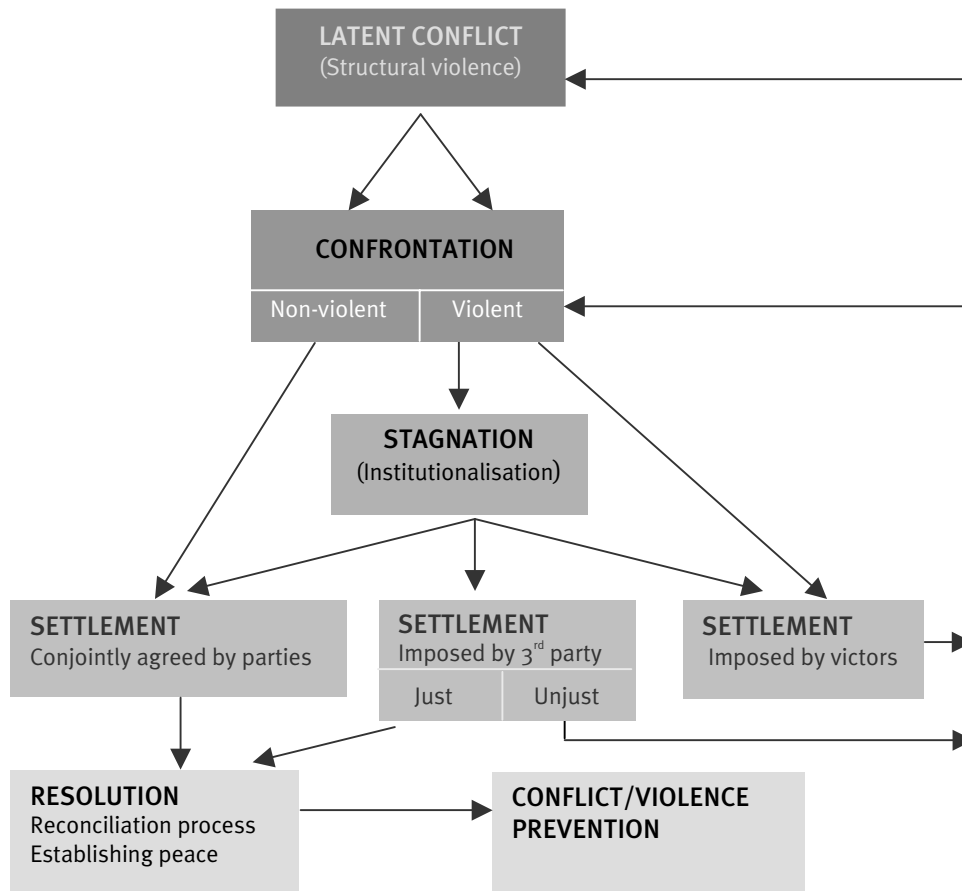 LATENT CONFLICT
(Structural violence)
CONFRONTATION
Non-violent
Violent
STAGNATION
(Institutionalisation)
SETTLEMENT
Conjointly agreed by parties
SETTLEMENT
Imposed by 3rd party
Just
Unjust
SETTLEMENT
Imposed by victors
RESOLUTION
Reconciliation process
Establishing peace
CONFLICT/VIOLENCE
PREVENTION